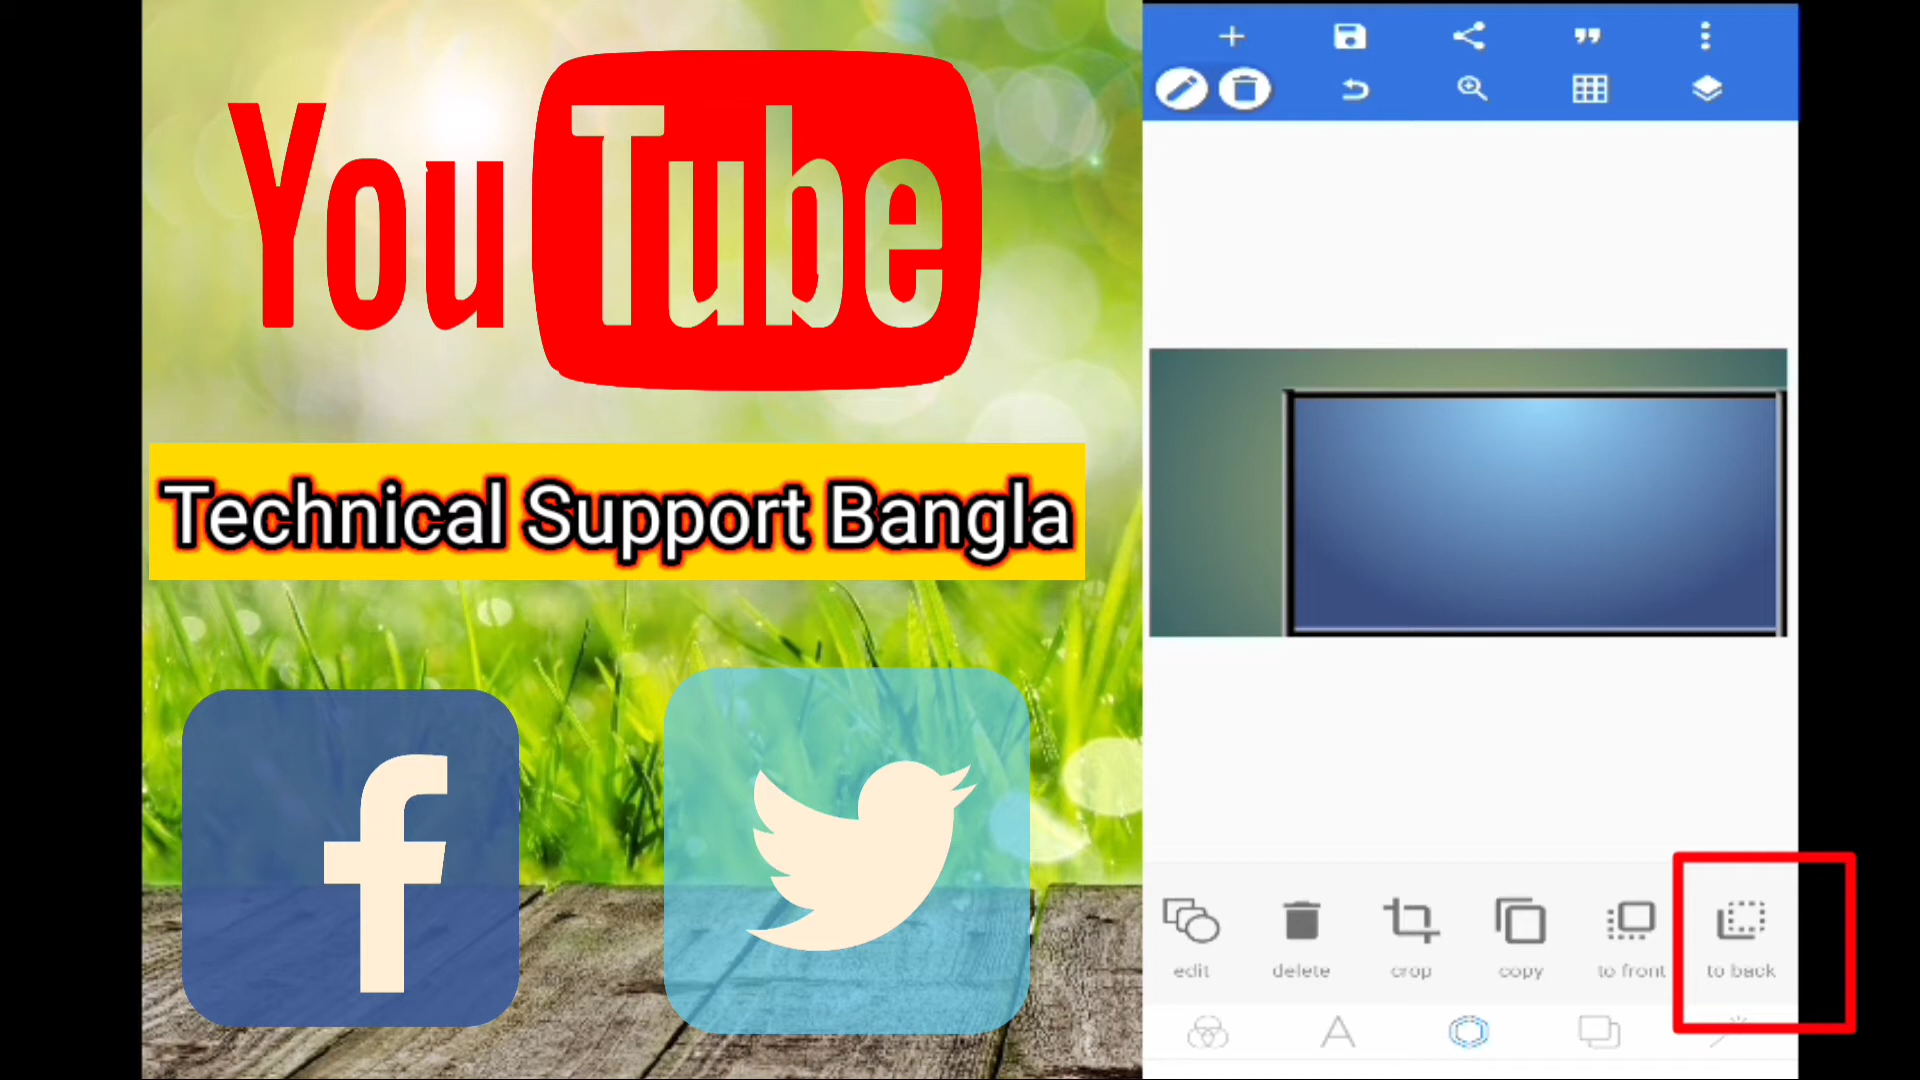 YouTube
Technical Support Bangla
edit
delete
crop
copy
to front
to back